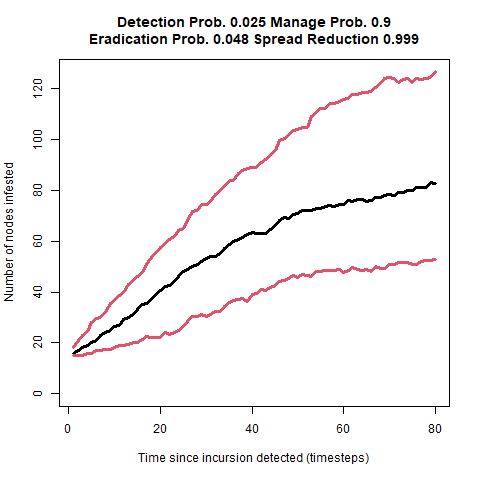 Detection Prob. 0.025 Manage Prob. 0.9
Eradication Prob. 0.048 Spread Reduction 0.999
Number of nodes infested
120
100
80
60
40
20
0
0 20 40 60 80
Time since incursion detected (timesteps)